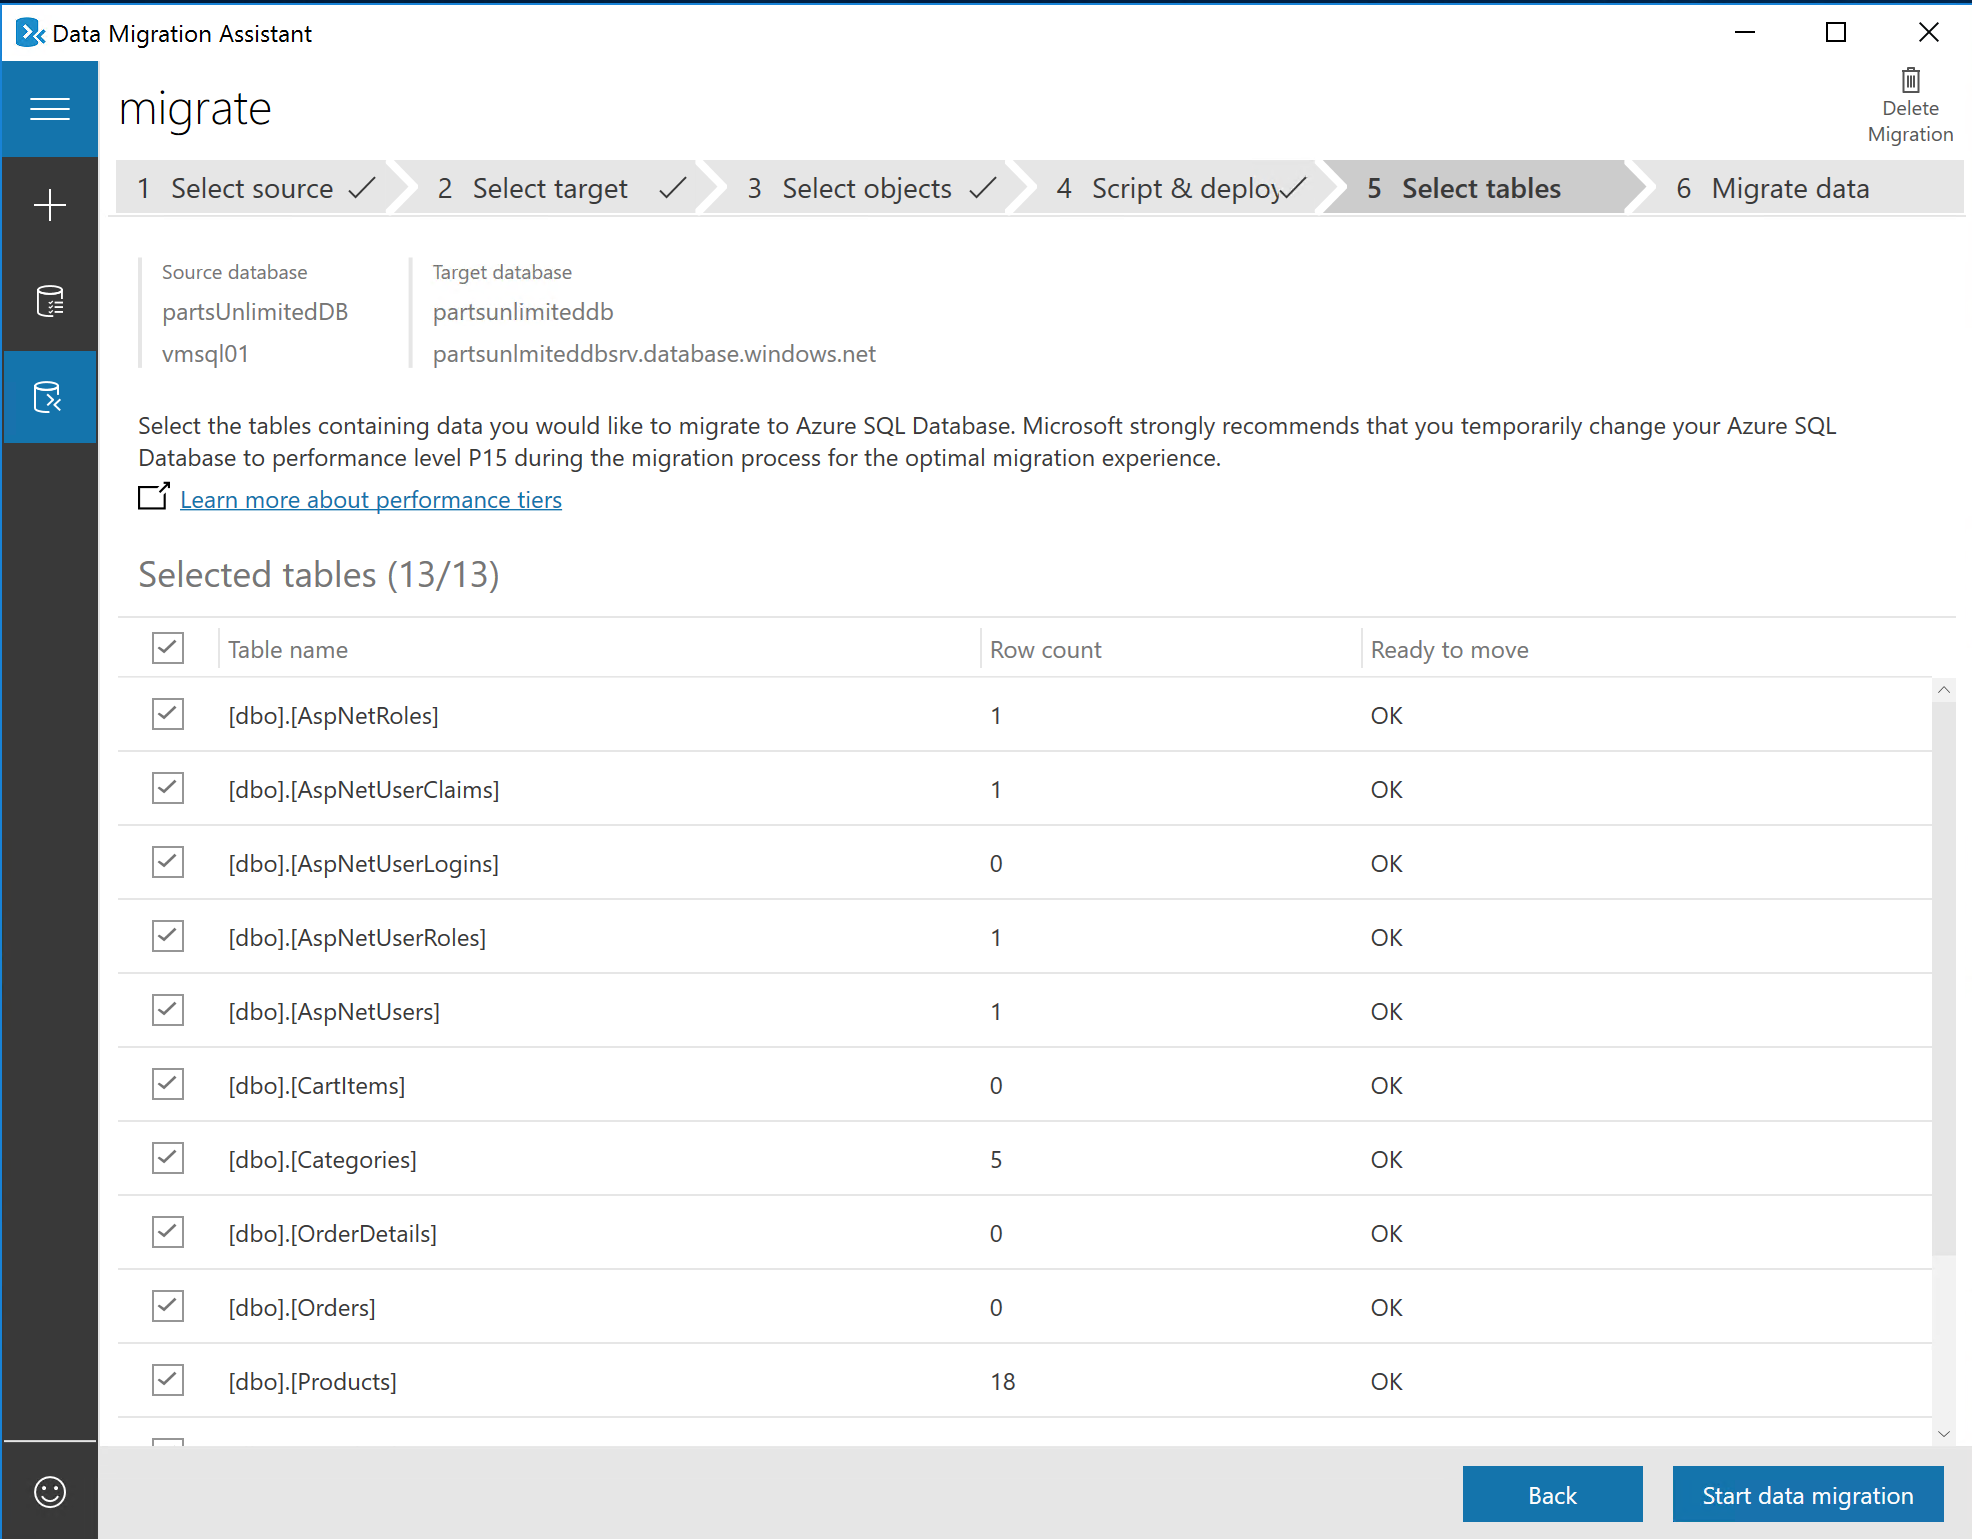 Data Migration Assistant
migrate
Delete
Migration
1 Select source
2 Select target
3 Select objects
4 Script & deploy
5 Select tables
6 Migrate data
Source database
partsUnlimitedDB
vmsql01
Target database
partsunlimiteddb
partsunlmiteddbsrv.database.windows.net
Select the tables containing data you would like to migrate to Azure SQL Database. Microsoft strongly recommends that you temporarily change your Azure SQL
Database to performance level P15 during the migration process for the optimal migration experience.
Learn more about performance tiers
Selected tables (13/13)
Table name Row count Ready to move
[dbo].[AspNetRoles] 1 OK
[dbo].[AspNetUserClaims] 1 OK
[dbo].[AspNetUserLogins] 0 OK
[dbo].[AspNetUserRoles] 1 OK
[dbo].[AspNetUsers] 1 OK
[dbo].[CartItems] 0 OK
[dbo].[Categories] 5 OK
[dbo].[OrderDetails] 0 OK
[dbo].[Orders] 0 OK
[dbo].[Products] 18 OK
Back
Start data migration